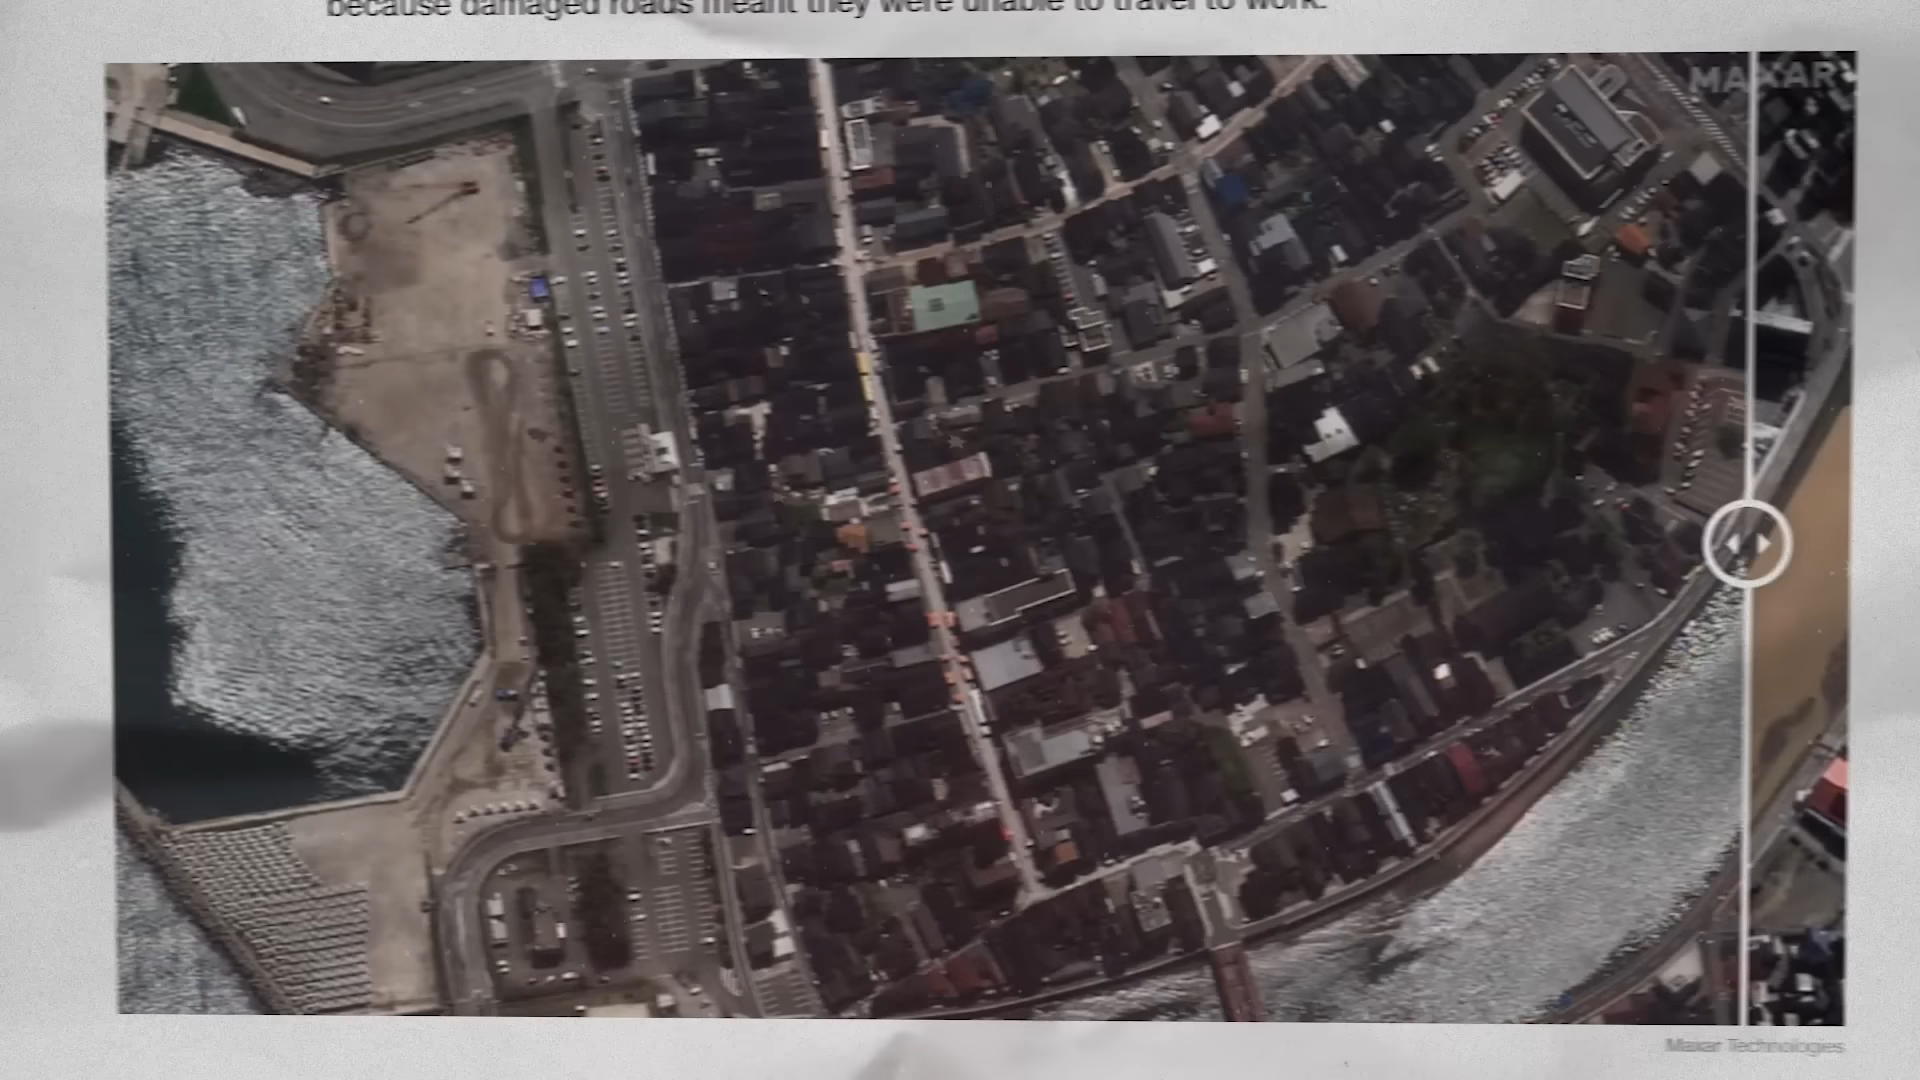 because damaged roads meant they were unable to travel to work.
MAXAR
Maxar Technologies